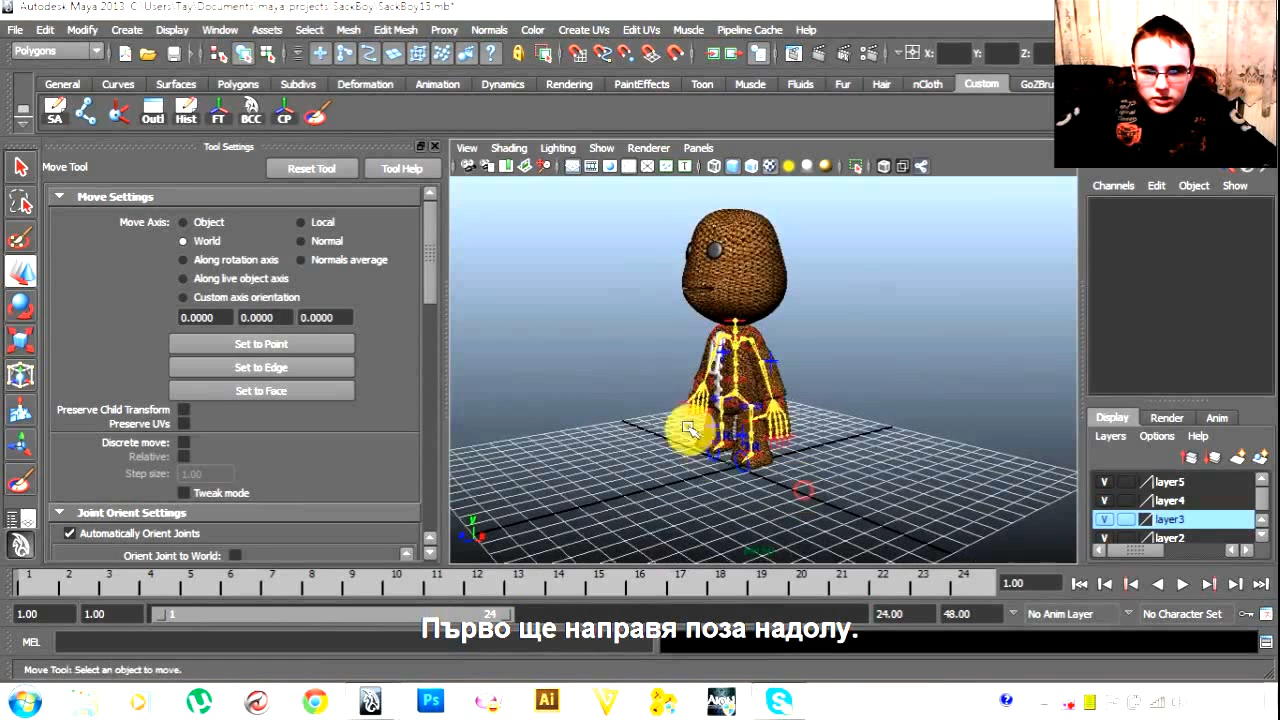 Autodesk Maya 2013 C Users\Tay\Documents maya projects SackBoy SackBoy15.mb*
File Edit Modify Create Display Window Assets Select Mesh Edit Mesh Proxy Normals Color Create UVs Edit UVs Muscle Pipeline Cache Help
Polygons X: Y: Z:
General Curves Surfaces Polygons Subdivs Deformation Animation Dynamics Rendering PaintEffects Toon Muscle Fluids Fur Hair nCloth Custom GoZBru
SA Outl Hist FT BCC CP
Tool Settings
View Shading Lighting Show Renderer Panels
Move Tool Reset Tool Tool Help
Channels Edit Object Show
Move Settings
Move Axis: Object Local
World Normal
Along rotation axis Normals average
Along live object axis
Custom axis orientation
0.0000 0.0000 0.0000
Set to Point
Set to Edge
Set to Face
Preserve Child Transform
Preserve UVs
Discrete move:
Relative:
Step size: 1.00
Tweak mode
Joint Orient Settings
Automatically Orient Joints
Orient Joint to World:
Display Render Anim
Layers Options Help
V layer5
V layer4
V layer3
V layer2
y
persp
1 2 3 4 5 6 7 8 9 10 11 12 13 14 15 16 17 18 19 20 21 22 23 24 1.00
1.00 1.00 1 24 24.00 48.00 No Anim Layer No Character Set
Първо ще направя поза надолу.
MEL
Move Tool: Select an object to move.
Ps Ai AION